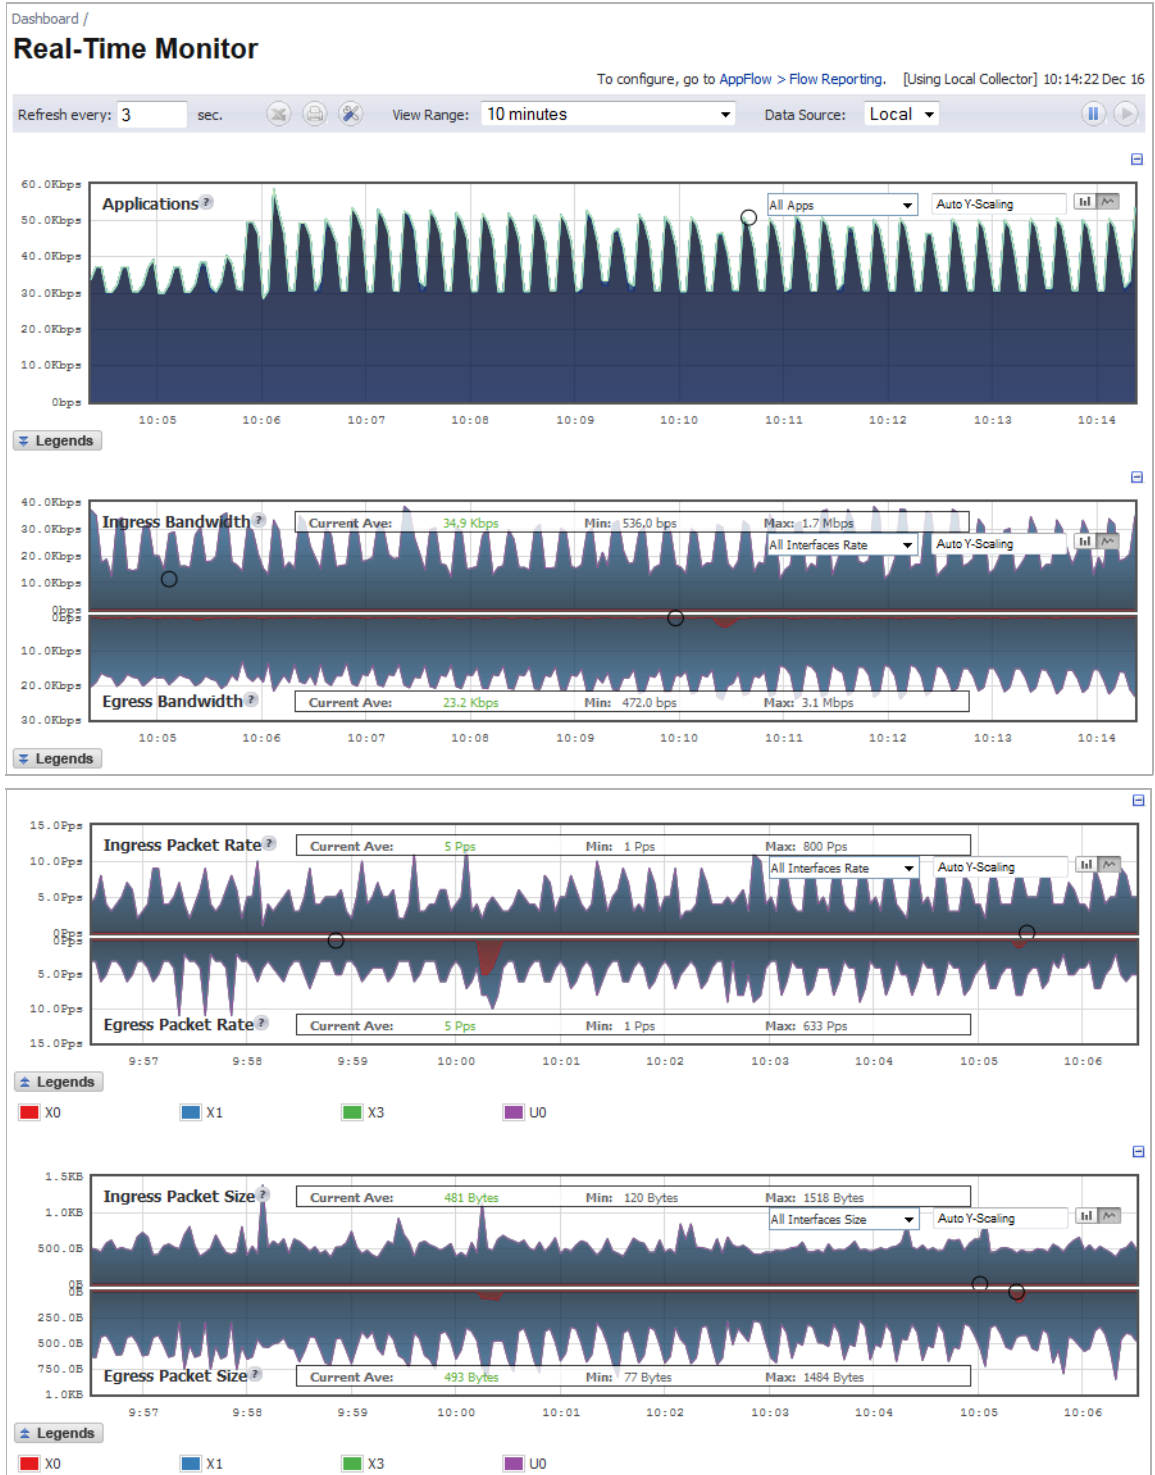 Dashboard /
Real-Time Monitor
To configure, go to AppFlow > Flow Reporting. [Using Local Collector] 10:14:22 Dec 16
Refresh every: 3 sec. View Range: 10 minutes Data Source: Local
60.0Kbps
Applications ? All Apps Auto Y-Scaling
50.0Kbps
40.0Kbps
30.0Kbps
20.0Kbps
10.0Kbps
0bps
10:05 10:06 10:07 10:08 10:09 10:10 10:11 10:12 10:13 10:14
Legends
40.0Kbps
Ingress Bandwidth ? Current Ave: 34.9 Kbps Min: 536.0 bps Max: 1.7 Mbps
30.0Kbps
All Interfaces Rate Auto Y-Scaling
20.0Kbps
10.0Kbps
0bps
0bps
10.0Kbps
20.0Kbps
Egress Bandwidth ? Current Ave: 23.2 Kbps Min: 472.0 bps Max: 3.1 Mbps
30.0Kbps
10:05 10:06 10:07 10:08 10:09 10:10 10:11 10:12 10:13 10:14
Legends
15.0Pps
Ingress Packet Rate ? Current Ave: 5 Pps Min: 1 Pps Max: 800 Pps
10.0Pps
All Interfaces Rate Auto Y-Scaling
5.0Pps
0Pps
0Pps
5.0Pps
10.0Pps
Egress Packet Rate ? Current Ave: 5 Pps Min: 1 Pps Max: 633 Pps
15.0Pps
9:57 9:58 9:59 10:00 10:01 10:02 10:03 10:04 10:05 10:06
Legends
X0 X1 X3 U0
1.5KB
Ingress Packet Size ? Current Ave: 481 Bytes Min: 120 Bytes Max: 1518 Bytes
1.0KB
All Interfaces Size Auto Y-Scaling
500.0B
0B
0B
250.0B
500.0B
750.0B
Egress Packet Size ? Current Ave: 493 Bytes Min: 77 Bytes Max: 1484 Bytes
1.0KB
9:57 9:58 9:59 10:00 10:01 10:02 10:03 10:04 10:05 10:06
Legends
X0 X1 X3 U0